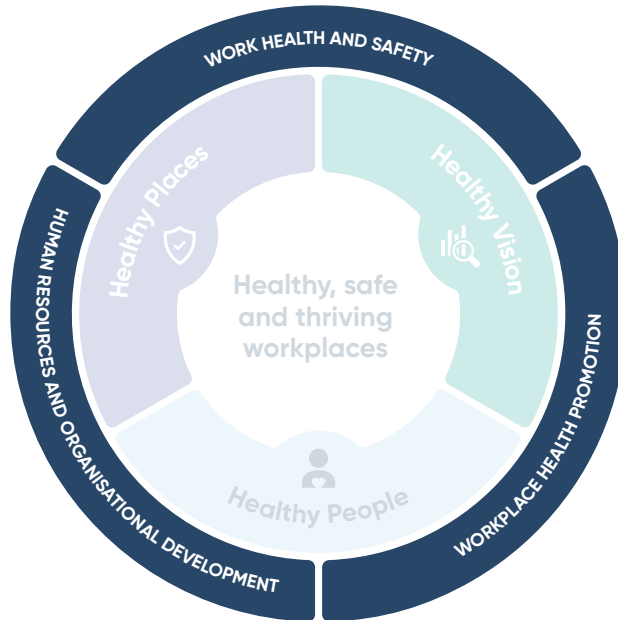 WORK HEALTH AND SAFETY
Healthy Places
Healthy Vision
HUMAN RESOURCES AND ORGANISATIONAL DEVELOPMENT
Healthy, safe
and thriving
workplaces
WORKPLACE HEALTH PROMOTION
Healthy People